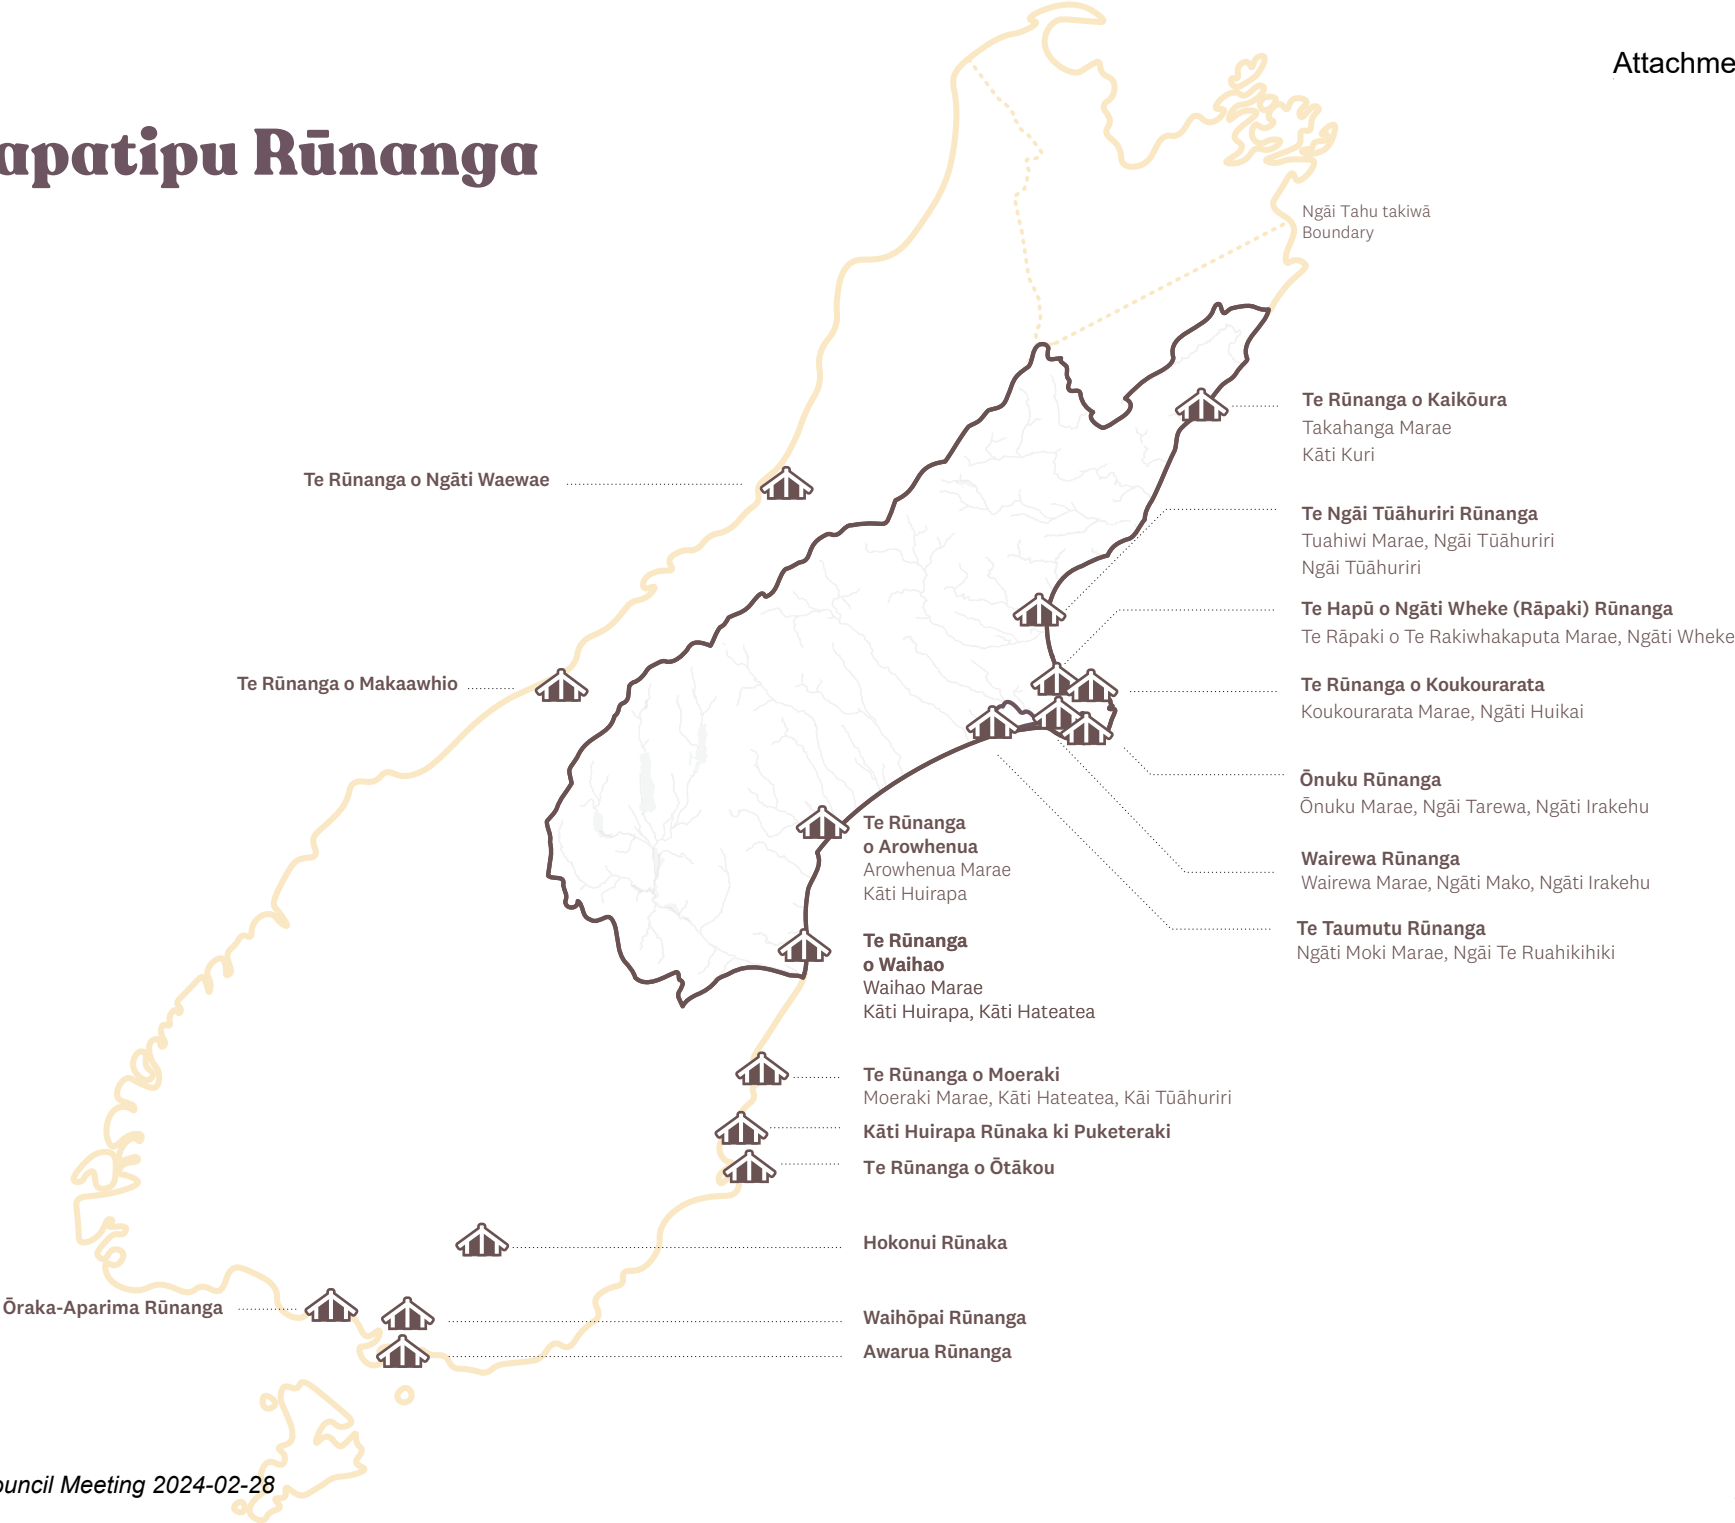 Attachme
apatipu Rūnanga
Ngāi Tahu takiwā
Boundary
Te Rūnanga o Kaikōura
Takahanga Marae
Kāti Kuri
Te Rūnanga o Ngāti Waewae
Te Ngāi Tūāhuriri Rūnanga
Tuahiwi Marae, Ngāi Tūāhuriri
Ngāi Tūāhuriri
Te Hapū o Ngāti Wheke (Rāpaki) Rūnanga
Te Rāpaki o Te Rakiwhakaputa Marae, Ngāti Wheke
Te Rūnanga o Makaawhio
Te Rūnanga o Koukourarata
Koukourarata Marae, Ngāti Huikai
Ōnuku Rūnanga
Ōnuku Marae, Ngāi Tarewa, Ngāti Irakehu
Wairewa Rūnanga
Wairewa Marae, Ngāti Mako, Ngāti Irakehu
Te Taumutu Rūnanga
Ngāti Moki Marae, Ngāi Te Ruahikihiki
Te Rūnanga
o Arowhenua
Arowhenua Marae
Kāti Huirapa
Te Rūnanga
o Waihao
Waihao Marae
Kāti Huirapa, Kāti Hateatea
Te Rūnanga o Moeraki
Moeraki Marae, Kāti Hateatea, Kāi Tūāhuriri
Kāti Huirapa Rūnaka ki Puketeraki
Te Rūnanga o Ōtākou
Hokonui Rūnaka
Ōraka-Aparima Rūnanga
Waihōpai Rūnanga
Awarua Rūnanga
ouncil Meeting 2024-02-28